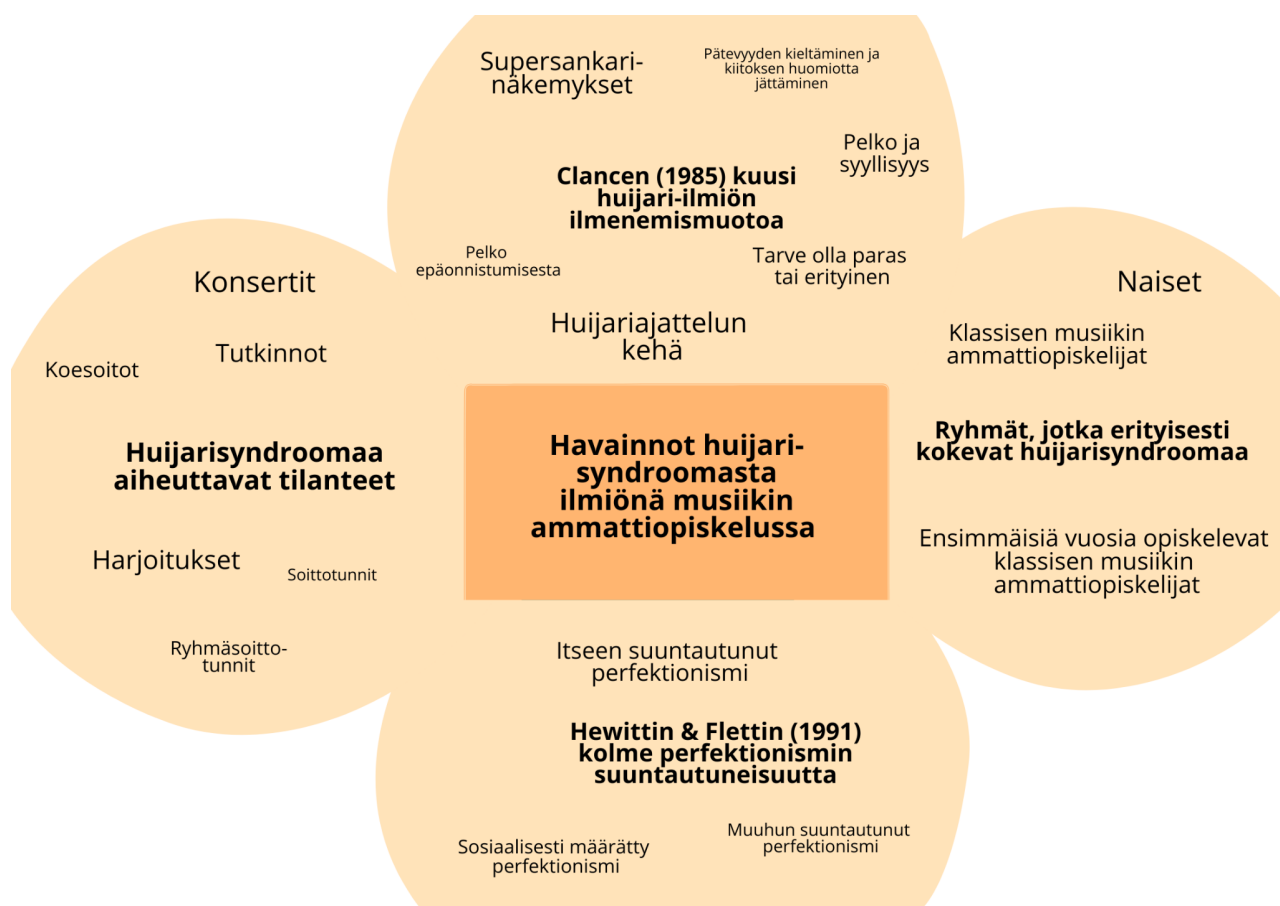 Supersankari-
näkemykset
Pätevyyden kieltäminen ja
kiitoksen huomiotta
jättäminen
Pelko ja
syyllisyys
Clancen (1985) kuusi
huijari-ilmiön
ilmenemismuotoa
Pelko
epäonnistumisesta
Tarve olla paras
tai erityinen
Huijariajattelun
kehä
Konsertit
Tutkinnot
Koesoitot
Huijarisyndroomaa
aiheuttavat tilanteet
Harjoitukset
Soittotunnit
Ryhmäsoitto-
tunnit
Havainnot huijari-
syndroomasta
ilmiönä musiikin
ammattiopiskelussa
Naiset
Klassisen musiikin
ammattiopiskelijat
Ryhmät, jotka erityisesti
kokevat huijarisyndroomaa
Ensimmäisiä vuosia opiskelevat
klassisen musiikin
ammattiopiskelijat
Itseen suuntautunut
perfektionismi
Hewittin & Flettin (1991)
kolme perfektionismin
suuntautuneisuutta
Sosiaalisesti määrätty
perfektionismi
Muuhun suuntautunut
perfektionismi